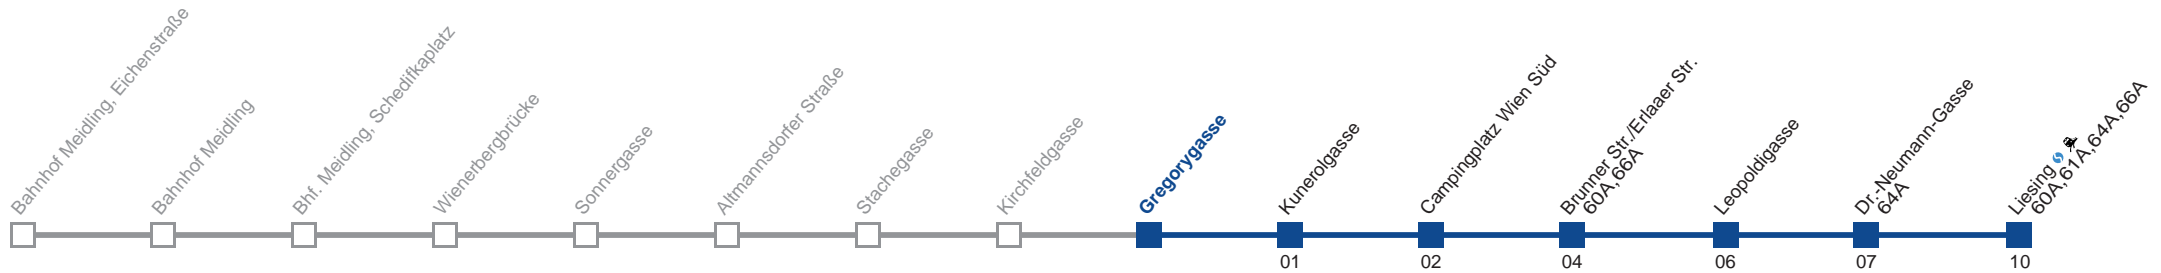 Bahnhof Meidling, Eichenstraße
Bahnhof Meidling
Bhf. Meidling, Schedifkaplatz
Wienerbergbrücke
Sonnergasse
Altmannsdorfer Straße
Stachegasse
Kirchfeldgasse
Gregorygasse
Kunerolgasse
Campingplatz Wien Süd
Brunner Str./Erlaaer Str.
60A,66A
Leopoldigasse
Dr.-Neumann-Gasse
64A
Liesing
60A,61A,64A,66A
01
02
04
06
07
10